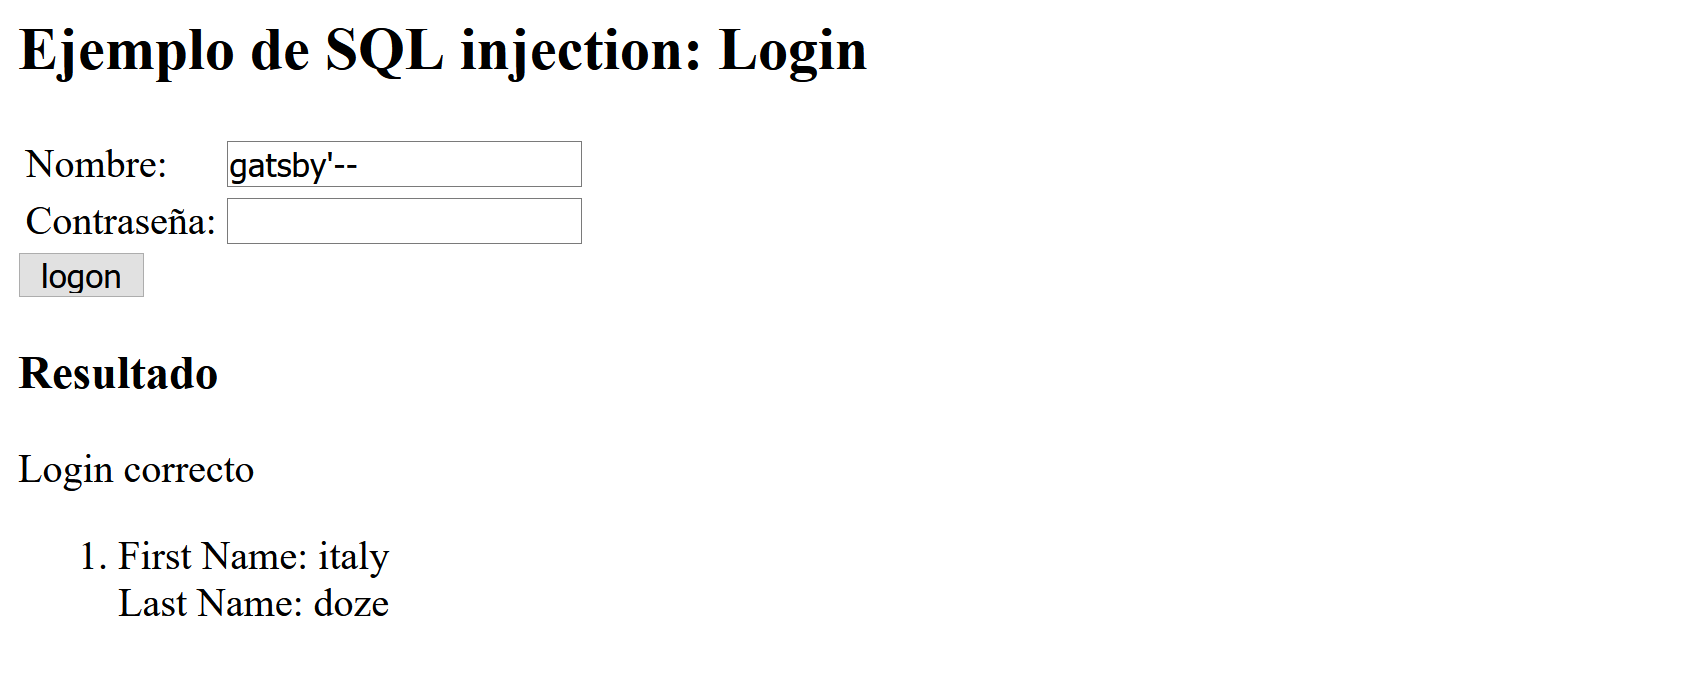 Ejemplo de SQL injection: Login
Nombre: gatsby'--
Contraseña:
logon
Resultado
Login correcto
1. First Name: italy
Last Name: doze